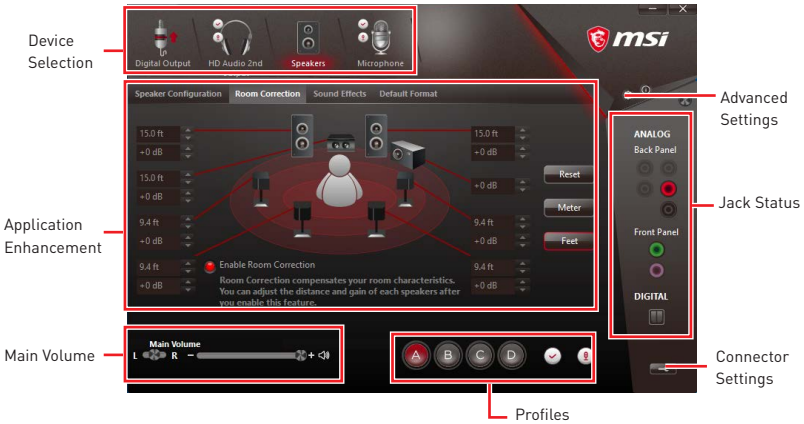 msi
Device
Selection
Digital Output
HD Audio 2nd
Speakers
Microphone
Advanced
Settings
Speaker Configuration Room Correction Sound Effects Default Format
15.0 ft
+0 dB
15.0 ft
+0 dB
9.4 ft
+0 dB
9.4 ft
+0 dB
15.0 ft
+0 dB
+0 dB
9.4 ft
+0 dB
9.4 ft
+0 dB
Reset
Meter
Feet
Enable Room Correction
Room Correction compensates your room characteristics.
You can adjust the distance and gain of each speakers after
you enable this feature.
Application
Enhancement
ANALOG
Back Panel
Front Panel
DIGITAL
Jack Status
Main Volume
Main Volume
L R - +
A B C D
Profiles
Connector
Settings